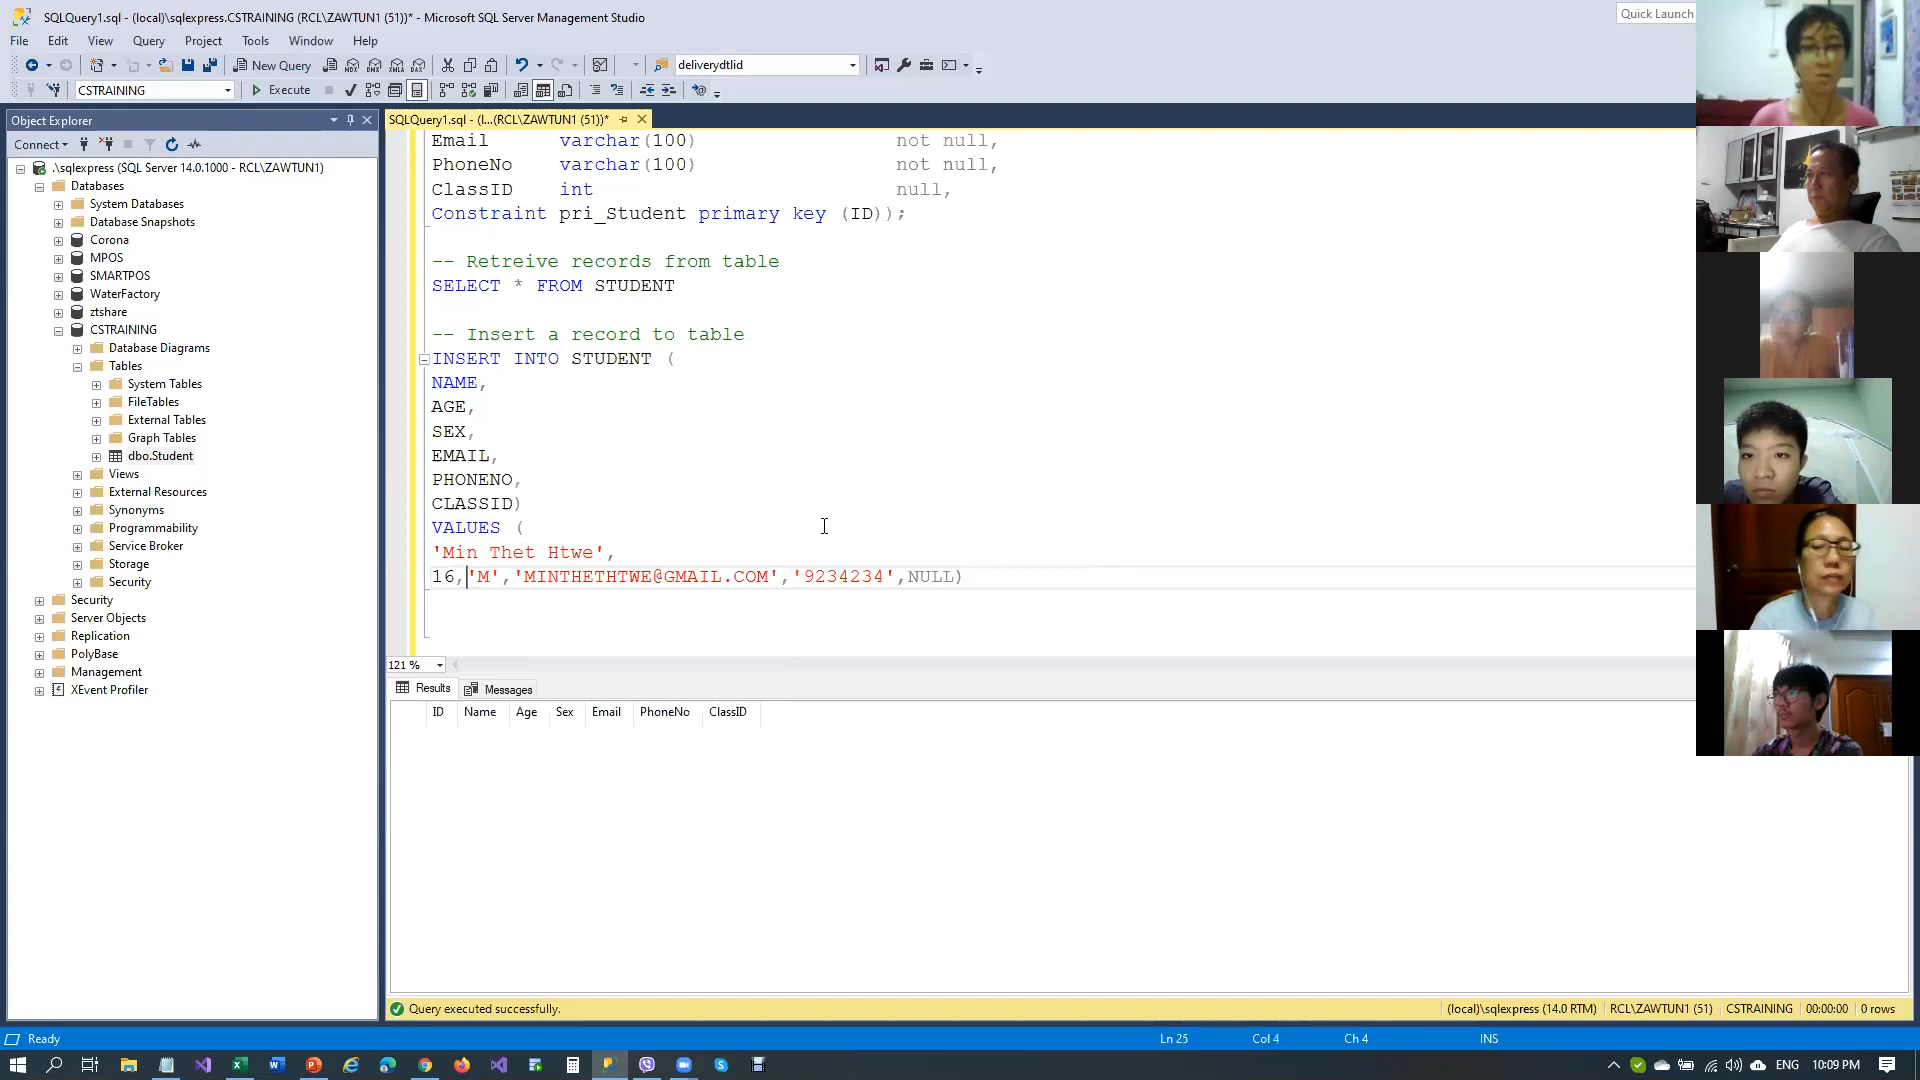 SQLQuery1.sql - (local)\sqlexpress.CSTRAINING (RCL\ZAWTUN1 (51))* - Microsoft SQL Server Management Studio
Quick Launch
File Edit View Query Project Tools Window Help
New Query
deliverydtlid
CSTRAINING
Execute
Object Explorer
SQLQuery1.sql - (l...(RCL\ZAWTUN1 (51))*
Connect
.\sqlexpress (SQL Server 14.0.1000 - RCL\ZAWTUN1)
Databases
System Databases
Database Snapshots
Corona
MPOS
SMARTPOS
WaterFactory
ztshare
CSTRAINING
Database Diagrams
Tables
System Tables
FileTables
External Tables
Graph Tables
dbo.Student
Views
External Resources
Synonyms
Programmability
Service Broker
Storage
Security
Security
Server Objects
Replication
PolyBase
Management
XEvent Profiler
Email varchar(100) not null,
PhoneNo varchar(100) not null,
ClassID int null,
Constraint pri_Student primary key (ID));
-- Retreive records from table
SELECT * FROM STUDENT
-- Insert a record to table
INSERT INTO STUDENT (
NAME,
AGE,
SEX,
EMAIL,
PHONENO,
CLASSID)
VALUES (
'Min Thet Htwe',
16,'M','MINTHETHTWE@GMAIL.COM','9234234',NULL)
121 %
Results Messages
ID Name Age Sex Email PhoneNo ClassID
Query executed successfully.
(local)\sqlexpress (14.0 RTM) RCL\ZAWTUN1 (51) CSTRAINING 00:00:00 0 rows
Ready
Ln 25 Col 4 Ch 4 INS
ENG 10:09 PM